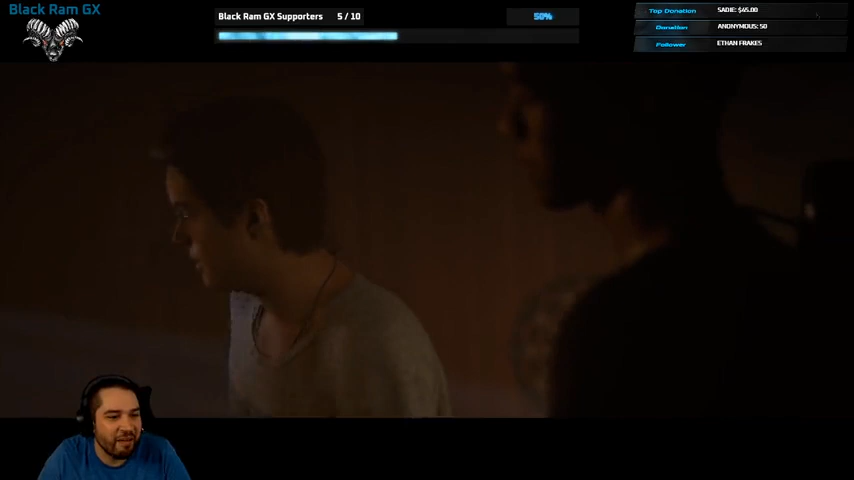 Black Ram GX
Black Ram GX Supporters 5 / 10
50%
Top Donation SADIE: $45.00
Donation ANONYMOUS: 50
Follower ETHAN FRAKES